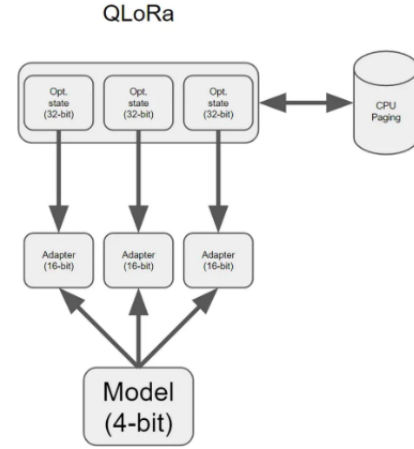 QLoRa
Opt.
state
(32-bit)
Opt.
state
(32-bit)
Opt.
state
(32-bit)
CPU
Paging
Adapter
(16-bit)
Adapter
(16-bit)
Adapter
(16-bit)
Model
(4-bit)